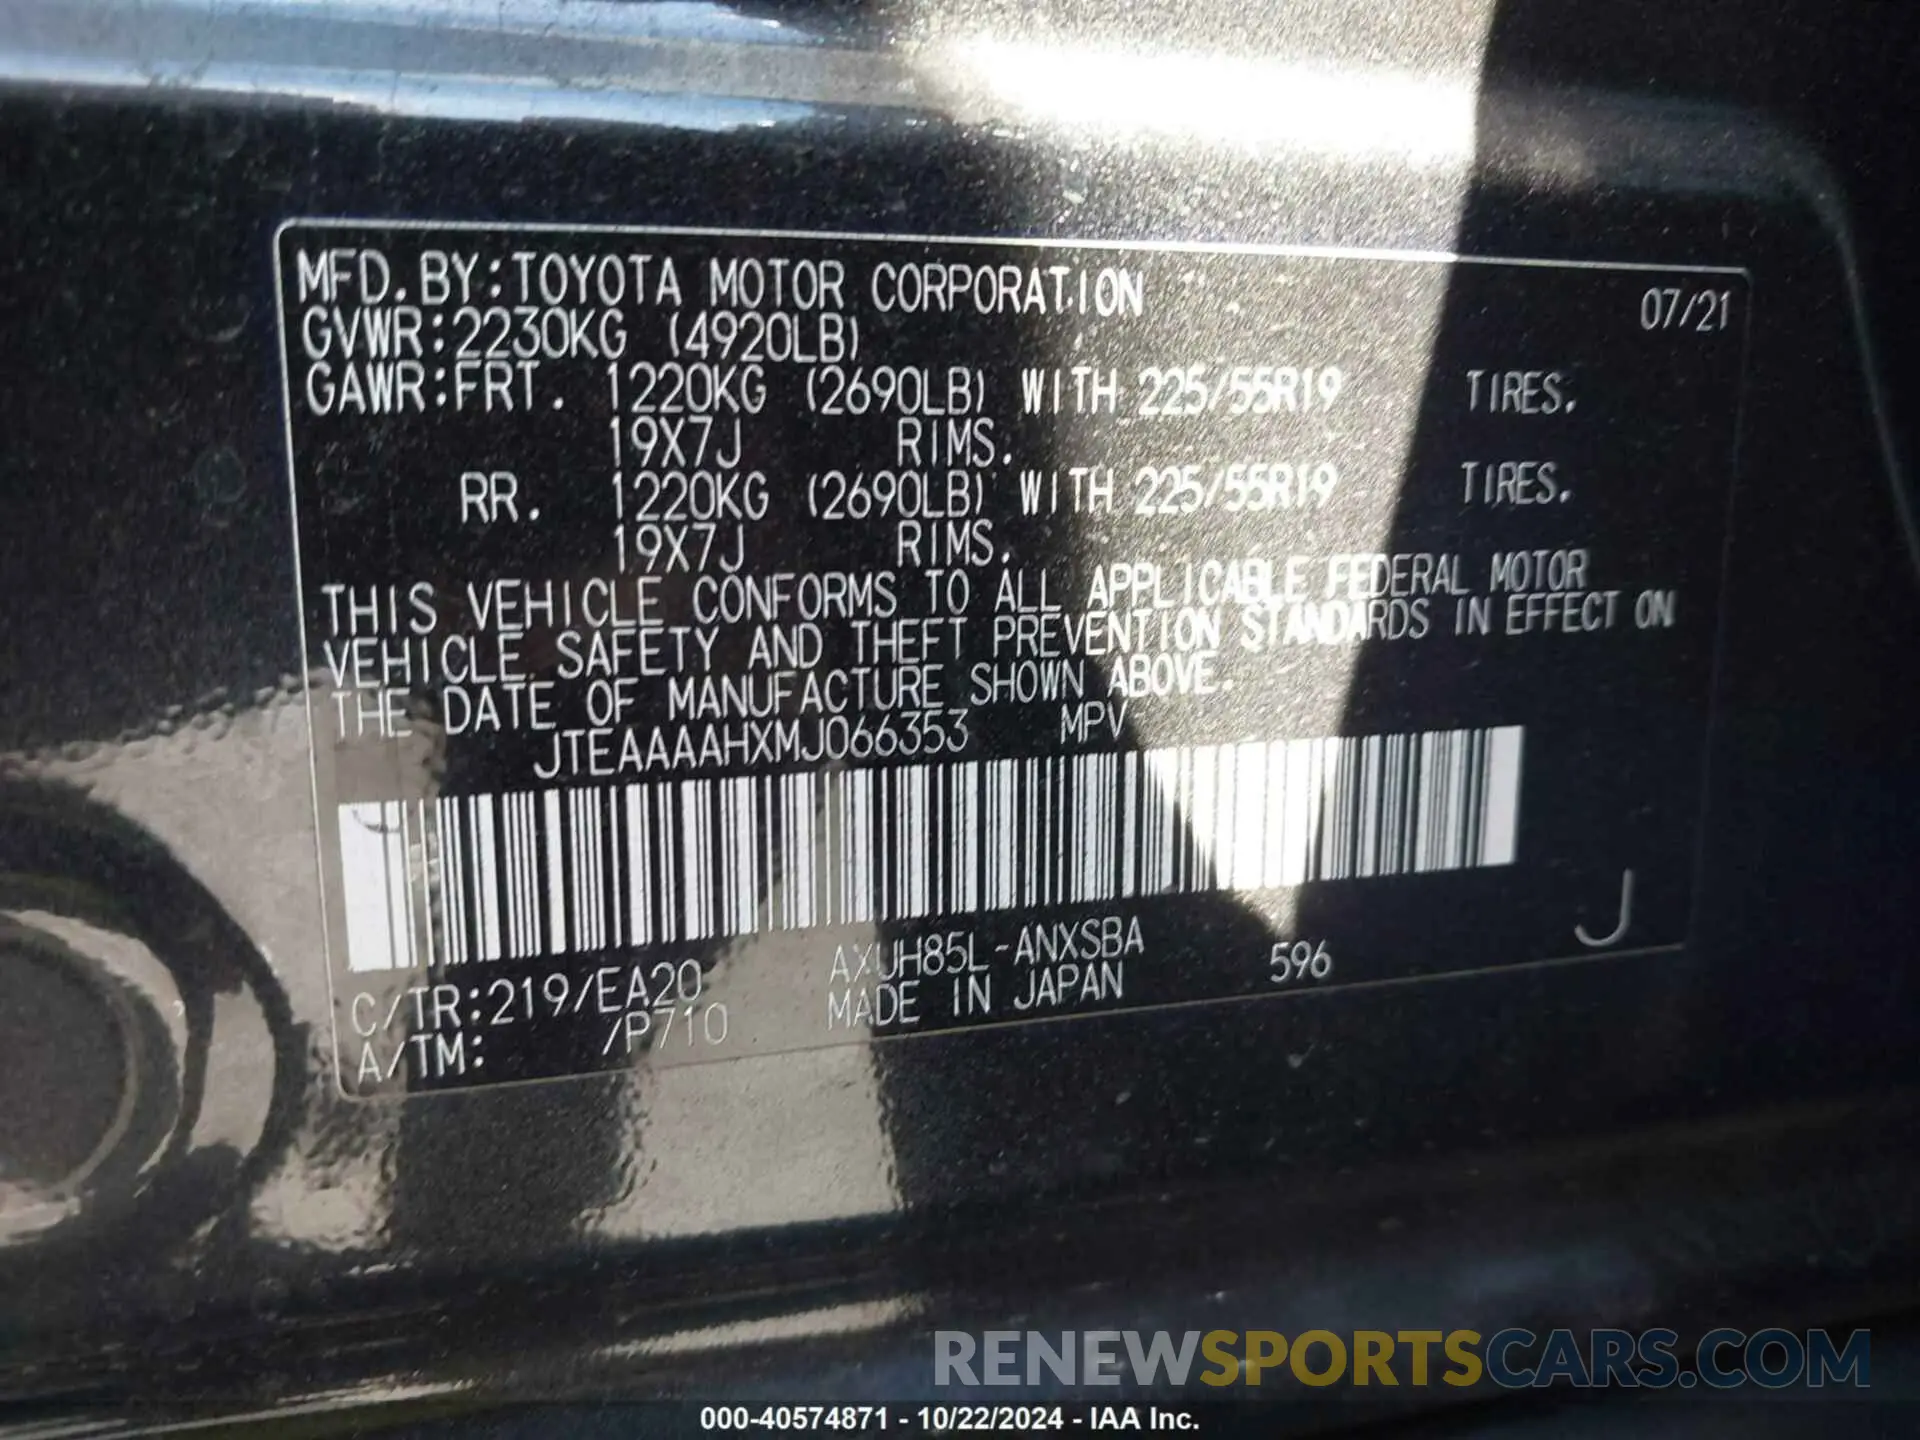 MFD.BY:TOYOTA MOTOR CORPORATION 07/21
GVWR:2230KG (4920LB)
GAWR:FRT. 1220KG (2690LB) WITH 225/55R19 TIRES.
19X7J RIMS.
RR. 1220KG (2690LB) WITH 225/55R19 TIRES.
19X7J RIMS.
THIS VEHICLE CONFORMS TO ALL APPLICABLE FEDERAL MOTOR
VEHICLE SAFETY AND THEFT PREVENTION STANDARDS IN EFFECT ON
THE DATE OF MANUFACTURE SHOWN ABOVE.
JTEAAAAHXMJ066353 MPV
C/TR:219/EA20 AXUH85L-ANXSBA 596 J
A/TM: /P710 MADE IN JAPAN
RENEWSPORTSCARS.COM
000-40574871 - 10/22/2024 - IAA Inc.